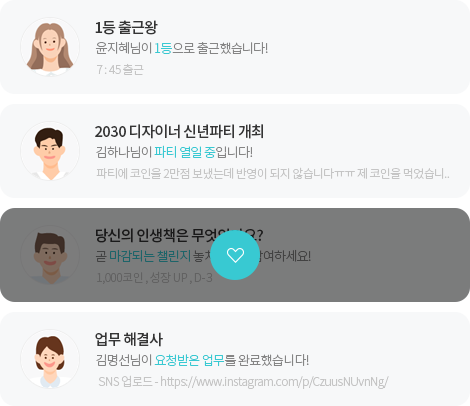 1등 출근왕
윤지혜님이 1등으로 출근했습니다!
7 : 45 출근
2030 디자이너 신년파티 개최
김하나님이 파티 열일 중입니다!
파티에 코인을 2만점 보냈는데 반영이 되지 않습니다ㅠㅠ 제 코인을 먹었습니..
당신의 인생책은 무엇인가요?
곧 마감되는 챌린지 놓치 참여하세요!
1,000코인 , 성장 UP , D-3
업무 해결사
김명선님이 요청받은 업무를 완료했습니다!
SNS 업로드 - https://www.instagram.com/p/CzuusNUvnNg/